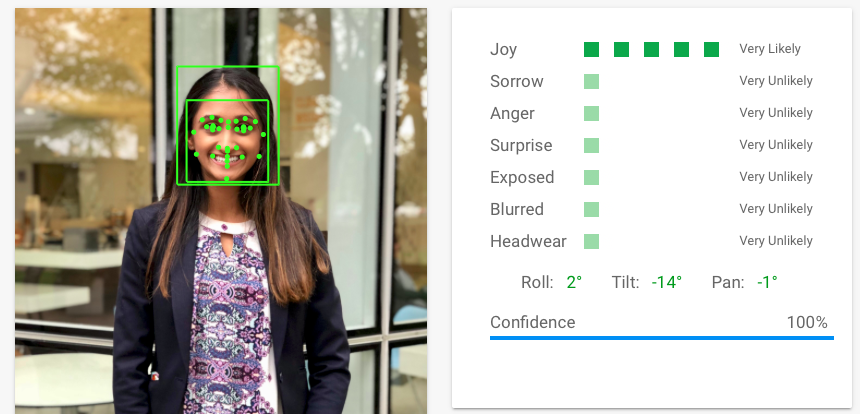 Joy Very Likely
Sorrow Very Unlikely
Anger Very Unlikely
Surprise Very Unlikely
Exposed Very Unlikely
Blurred Very Unlikely
Headwear Very Unlikely
Roll: 2° Tilt: -14° Pan: -1°
Confidence 100%